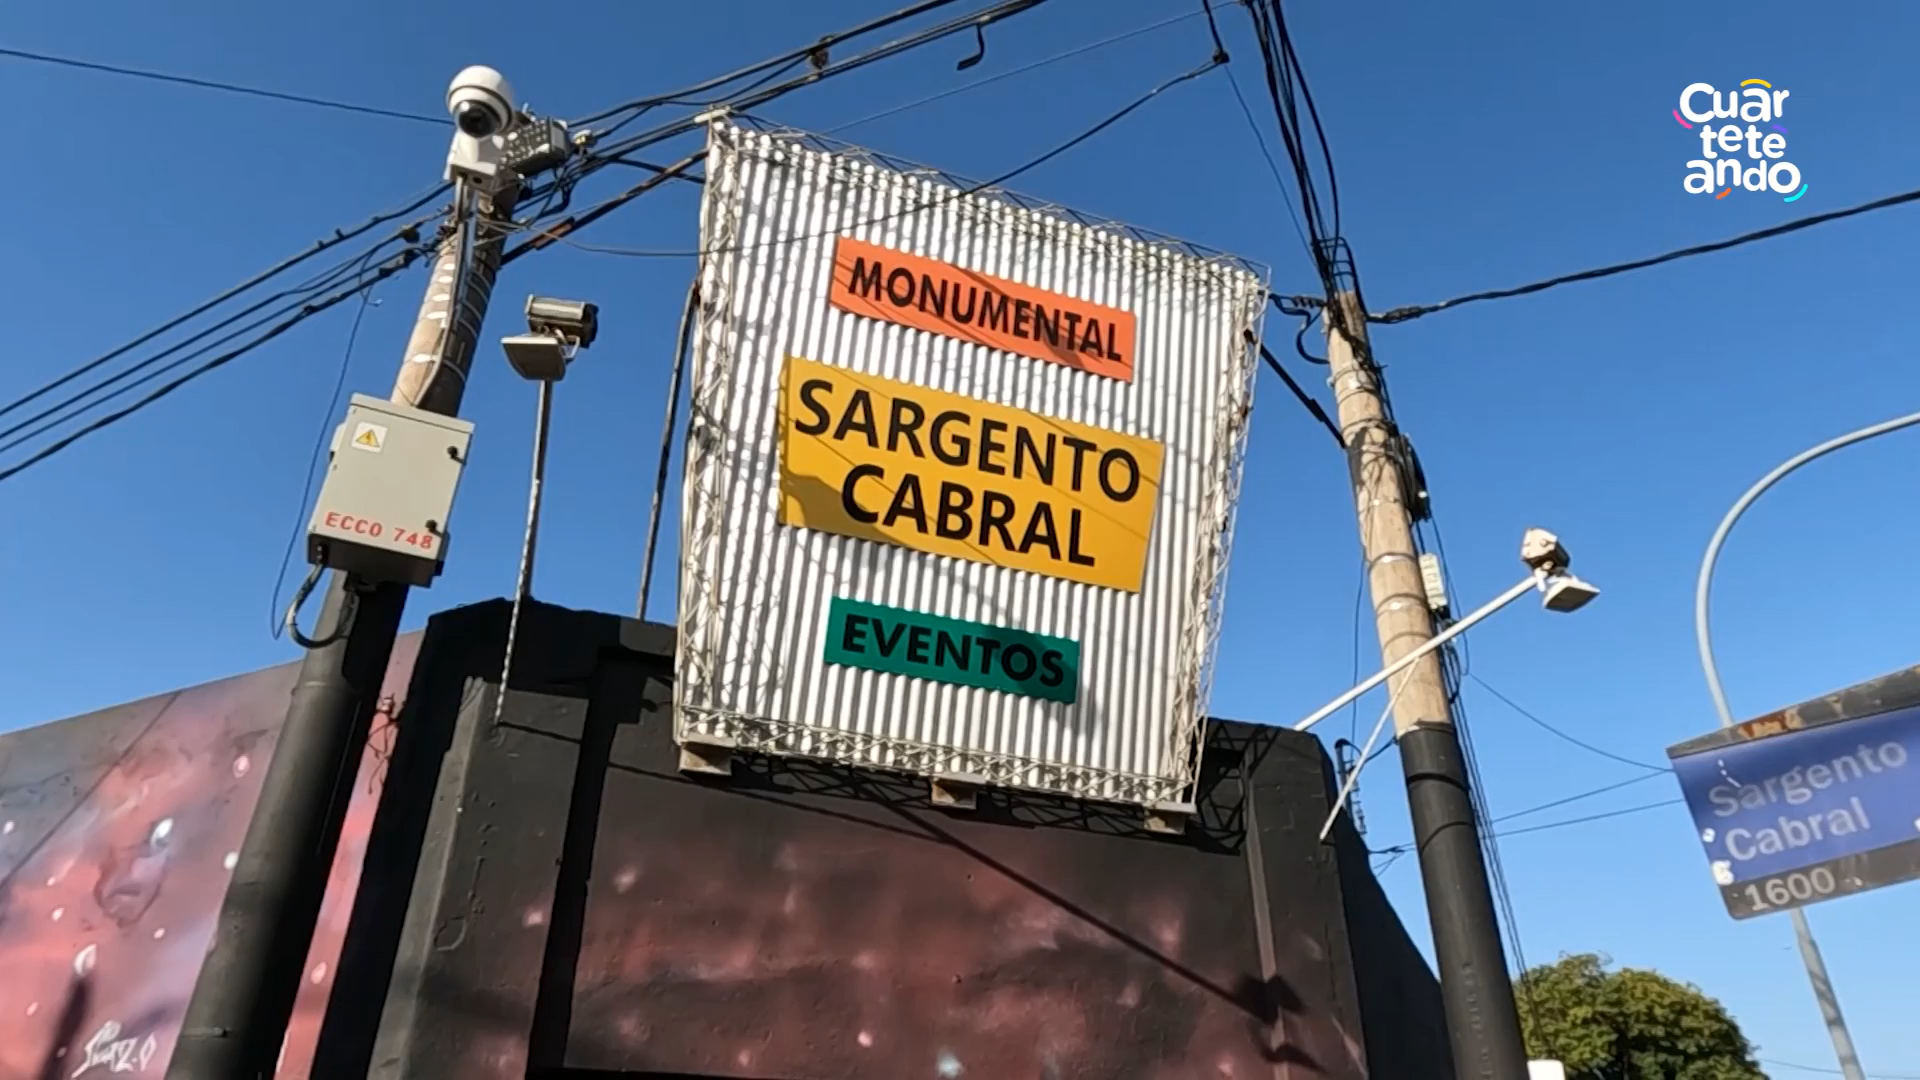 Cuar
tete
ando
MONUMENTAL
SARGENTO
CABRAL
EVENTOS
ECCO 748
Sargento
Cabral
1600